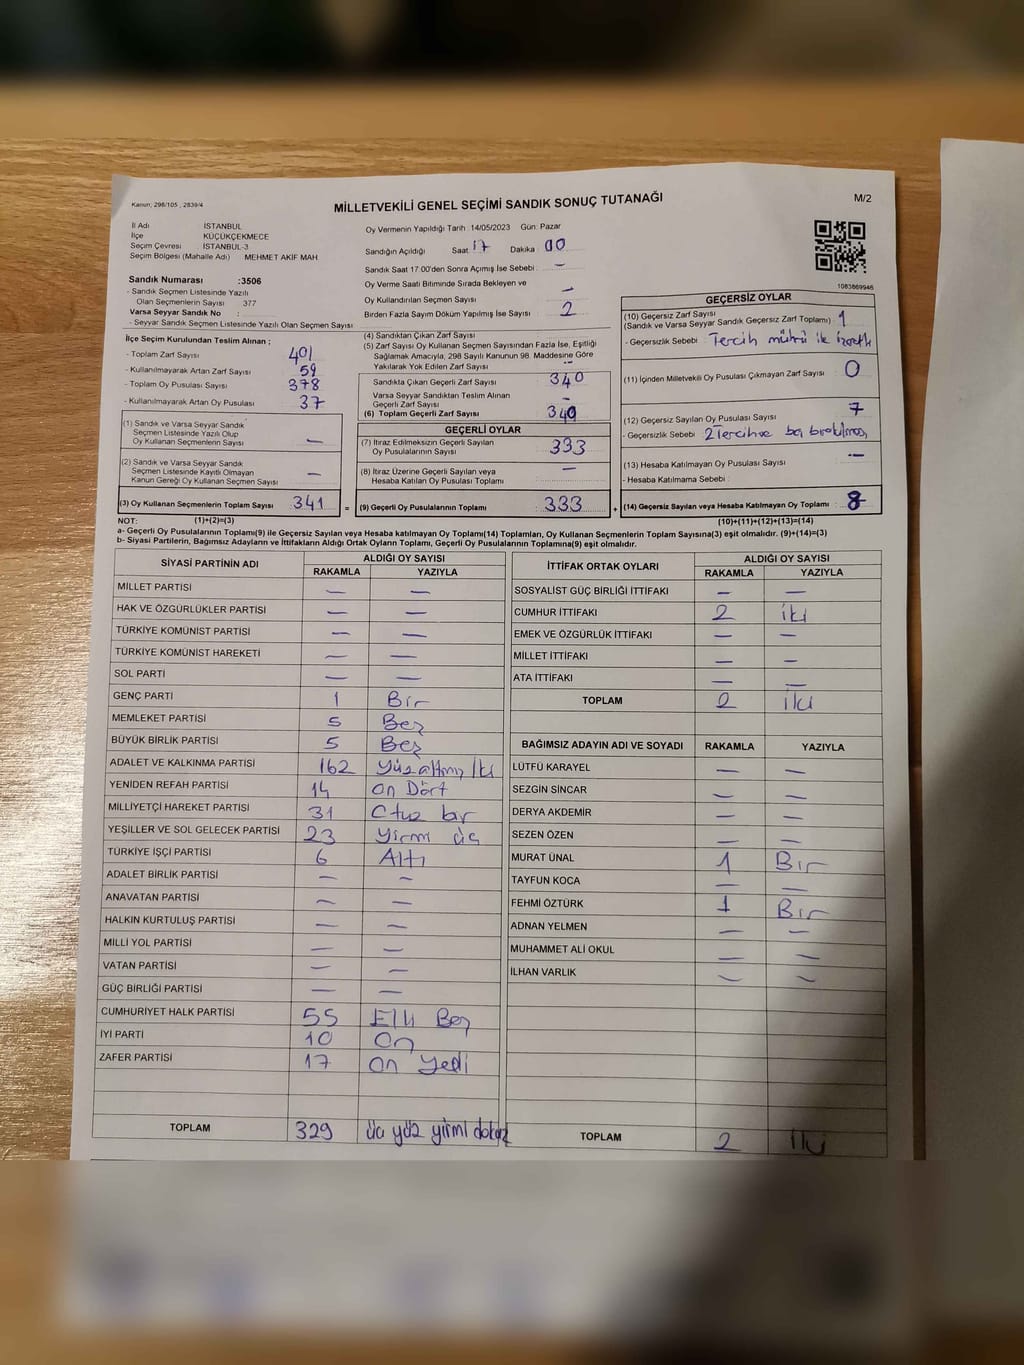 Kanun; 298/105 , 2839/4
MİLLETVEKİLİ GENEL SEÇİMİ SANDIK SONUÇ TUTANAĞI
M/2
İl Adı İSTANBUL
İlçe KÜÇÜKÇEKMECE
Seçim Çevresi : İSTANBUL-3
Seçim Bölgesi (Mahalle Adı) MEHMET AKİF MAH.
Sandık Numarası :3506
- Sandık Seçmen Listesinde Yazılı
Olan Seçmenlerin Sayısı 377
Varsa Seyyar Sandık No :
- Seyyar Sandık Seçmen Listesinde Yazılı Olan Seçmen Sayısı
Oy Vermenin Yapıldığı Tarih 14/05/2023 Gün: Pazar
Sandığın Açıldığı Saat 17 Dakika : 00
Sandık Saat 17:00'den Sonra Açımış İse Sebebi : —
Oy Verme Saati Bitiminde Sırada Bekleyen ve
Oy Kullandırılan Seçmen Sayısı —
Birden Fazla Sayım Döküm Yapılmış İse Sayısı : 2
1083869946
İlçe Seçim Kurulundan Teslim Alınan ;
- Toplam Zarf Sayısı 401
- Kullanılmayarak Artan Zarf Sayısı 59
- Toplam Oy Pusulası Sayısı 378
- Kullanılmayarak Artan Oy Pusulası 37
(1) Sandık ve Varsa Seyyar Sandık
Seçmen Listesinde Yazılı Olup
Oy Kullanan Seçmenlerin Sayısı —
(2) Sandık ve Varsa Seyyar Sandık
Seçmen Listesinde Kayıtlı Olmayan
Kanun Gereği Oy Kullanan Seçmen Sayısı —
(3) Oy Kullanan Seçmenlerin Toplam Sayısı 341 =
(4) Sandıktan Çıkan Zarf Sayısı
(5) Zarf Sayısı Oy Kullanan Seçmen Sayısından Fazla İse, Eşitliği
Sağlamak Amacıyla, 298 Sayılı Kanunun 98. Maddesine Göre
Yakılarak Yok Edilen Zarf Sayısı —
Sandıkta Çıkan Geçerli Zarf Sayısı 340
Varsa Seyyar Sandıktan Teslim Alınan
Geçerli Zarf Sayısı —
(6) Toplam Geçerli Zarf Sayısı 340
GEÇERLİ OYLAR
(7) İtiraz Edilmeksizin Geçerli Sayılan
Oy Pusulalarının Sayısı : 333
(8) İtiraz Üzerine Geçerli Sayılan veya
Hesaba Katılan Oy Pusulası Toplamı —
(9) Geçerli Oy Pusulalarının Toplamı 333 +
GEÇERSİZ OYLAR
(10) Geçersiz Zarf Sayısı
(Sandık ve Varsa Seyyar Sandık Geçersiz Zarf Toplamı) 1
- Geçersizlik Sebebi : Tercih mührü ile
(11) İçinden Milletvekili Oy Pusulası Çıkmayan Zarf Sayısı 0
(12) Geçersiz Sayılan Oy Pusulası Sayısı 7
- Geçersizlik Sebebi 2 Tercih ve boş
(13) Hesaba Katılmayan Oy Pusulası Sayısı —
- Hesaba Katılmama Sebebi :
(14) Geçersiz Sayılan veya Hesaba Katılmayan Oy Toplamı 8
NOT: (1)+(2)=(3) (10)+(11)+(12)+(13)=(14)
a- Geçerli Oy Pusulalarının Toplamı(9) ile Geçersiz Sayılan veya Hesaba katılmayan Oy Toplamı(14) Toplamları, Oy Kullanan Seçmenlerin Toplam Sayısına(3) eşit olmalıdır. (9)+(14)=(3)
b- Siyasi Partilerin, Bağımsız Adayların ve İttifakların Aldığı Ortak Oyların Toplamı, Geçerli Oy Pusulalarının Toplamına(9) eşit olmalıdır.
SİYASİ PARTİNİN ADI ALDIĞI OY SAYISI
RAKAMLA YAZIYLA
MİLLET PARTİSİ — —
HAK VE ÖZGÜRLÜKLER PARTİSİ — —
TÜRKİYE KOMÜNİST PARTİSİ — —
TÜRKİYE KOMÜNİST HAREKETİ — —
SOL PARTİ — —
GENÇ PARTİ 1 Bir
MEMLEKET PARTİSİ 5 Beş
BÜYÜK BİRLİK PARTİSİ 5 Beş
ADALET VE KALKINMA PARTİSİ 162 Yüzaltmış İki
YENİDEN REFAH PARTİSİ 14 on Dört
MİLLİYETÇİ HAREKET PARTİSİ 31 Otuz bir
YEŞİLLER VE SOL GELECEK PARTİSİ 23 Yirmi üç
TÜRKİYE İŞÇİ PARTİSİ 6 Altı
ADALET BİRLİK PARTİSİ — —
ANAVATAN PARTİSİ — —
HALKIN KURTULUŞ PARTİSİ — —
MİLLİ YOL PARTİSİ — —
VATAN PARTİSİ — —
GÜÇ BİRLİĞİ PARTİSİ — —
CUMHURİYET HALK PARTİSİ 55 Elli Beş
İYİ PARTİ 10 On
ZAFER PARTİSİ 17 on Yedi
TOPLAM 329 üç yüz yirmi dokuz
İTTİFAK ORTAK OYLARI ALDIĞI OY SAYISI
RAKAMLA YAZIYLA
SOSYALİST GÜÇ BİRLİĞİ İTTİFAKI — —
CUMHUR İTTİFAKI 2 iki
EMEK VE ÖZGÜRLÜK İTTİFAKI — —
MİLLET İTTİFAKI — —
ATA İTTİFAKI — —
TOPLAM 2 iki
BAĞIMSIZ ADAYIN ADI VE SOYADI RAKAMLA YAZIYLA
LÜTFÜ KARAYEL — —
SEZGİN SİNCAR — —
DERYA AKDEMİR — —
SEZEN ÖZEN — —
MURAT ÜNAL 1 Bir
TAYFUN KOCA — —
FEHMİ ÖZTÜRK 1 Bir
ADNAN YELMEN — —
MUHAMMET ALİ OKUL — —
İLHAN VARLIK — —
TOPLAM 2 iki